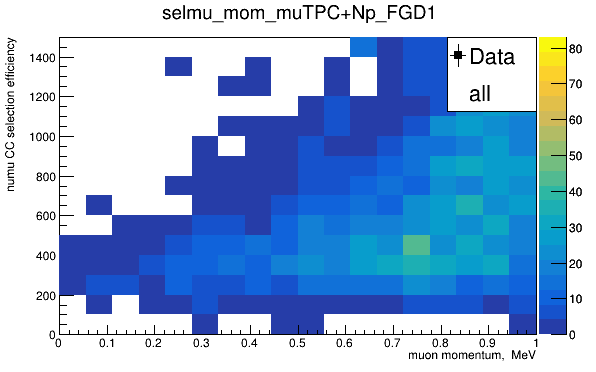 selmu_mom_muTPC+Np_FGD1
numu CC selection efficiency
1400
1200
1000
800
600
400
200
0
Data
all
80
70
60
50
40
30
20
10
0
0 0.1 0.2 0.3 0.4 0.5 0.6 0.7 0.8 0.9 1
muon momentum, MeV